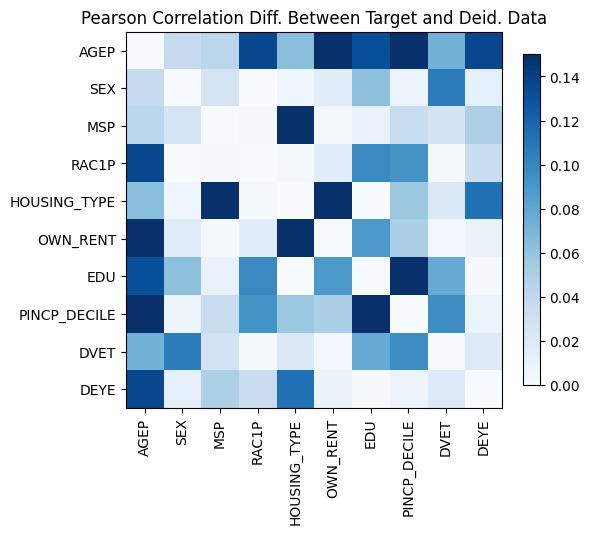 Pearson Correlation Diff. Between Target and Deid. Data
AGEP
SEX
MSP
RAC1P
HOUSING_TYPE
OWN_RENT
EDU
PINCP_DECILE
DVET
DEYE
AGEP
SEX
MSP
RAC1P
HOUSING_TYPE
OWN_RENT
EDU
PINCP_DECILE
DVET
DEYE
0.14
0.12
0.10
0.08
0.06
0.04
0.02
0.00